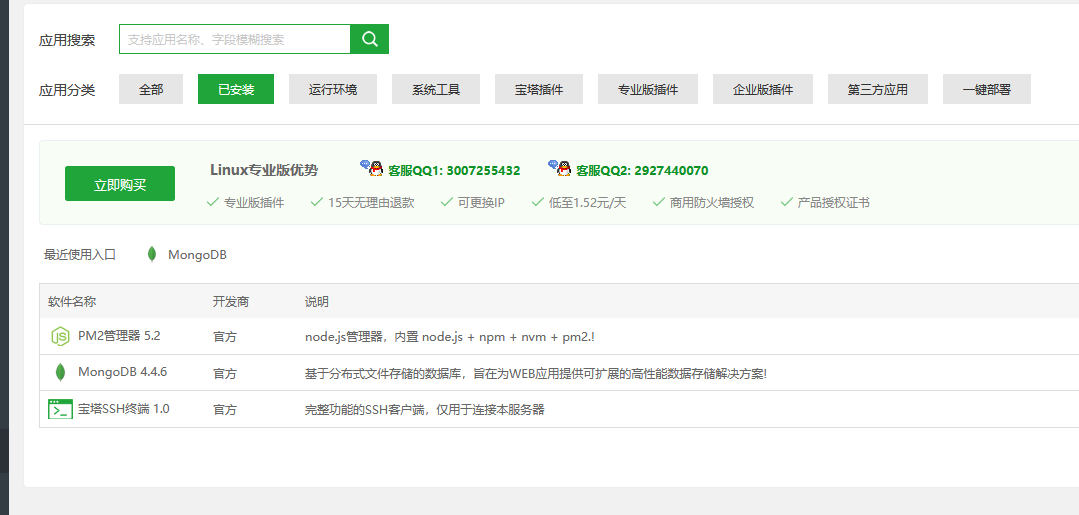 应用搜索 支持应用名称、字段模糊搜索
应用分类 全部 已安装 运行环境 系统工具 宝塔插件 专业版插件 企业版插件 第三方应用 一键部署
立即购买
Linux专业版优势 客服QQ1: 3007255432 客服QQ2: 2927440070
专业版插件 15天无理由退款 可更换IP 低至1.52元/天 商用防火墙授权 产品授权证书
最近使用入口 MongoDB
软件名称 开发商 说明
PM2管理器 5.2 官方 node.js管理器，内置 node.js + npm + nvm + pm2.!
MongoDB 4.4.6 官方 基于分布式文件存储的数据库，旨在为WEB应用提供可扩展的高性能数据存储解决方案!
宝塔SSH终端 1.0 官方 完整功能的SSH客户端，仅用于连接本服务器